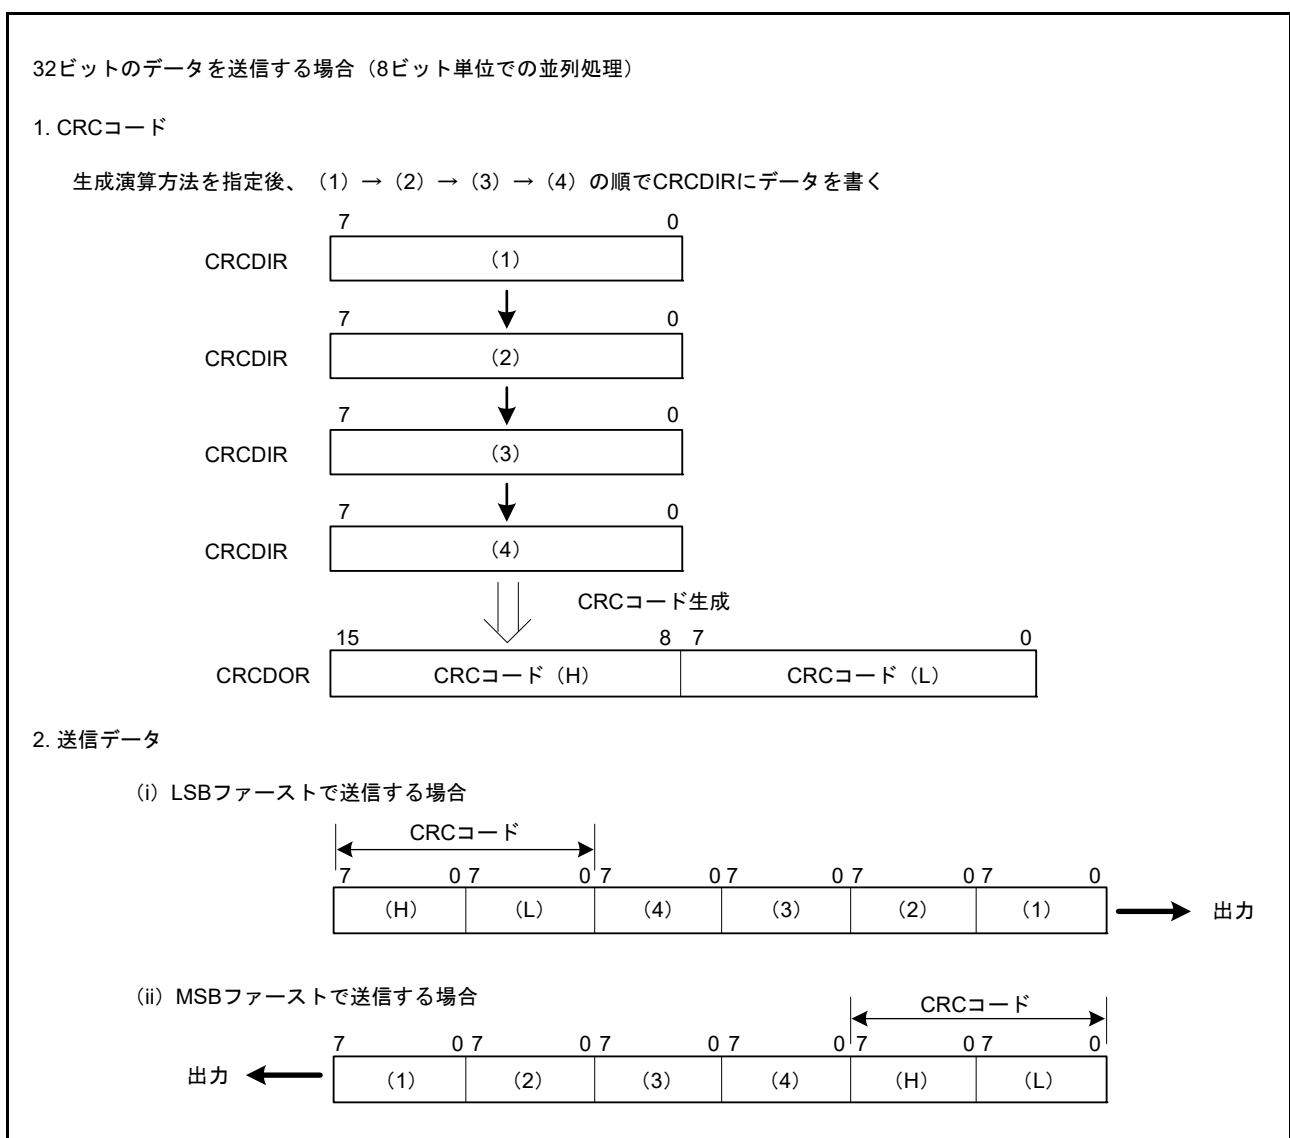 32ビットのデータを送信する場合（8ビット単位での並列処理）
1. CRCコード
生成演算方法を指定後、（1）→（2）→（3）→（4）の順でCRCDIRにデータを書く
7 0
CRCDIR （1）
7 0
CRCDIR （2）
7 0
CRCDIR （3）
7 0
CRCDIR （4）
CRCコード生成
15 8 7 0
CRCDOR CRCコード（H） CRCコード（L）
2. 送信データ
（i）LSBファーストで送信する場合
CRCコード
7 0 7 0 7 0 7 0 7 0 7 0
（H） （L） （4） （3） （2） （1） 出力
（ii）MSBファーストで送信する場合
CRCコード
7 0 7 0 7 0 7 0 7 0 7 0
出力 （1） （2） （3） （4） （H） （L）